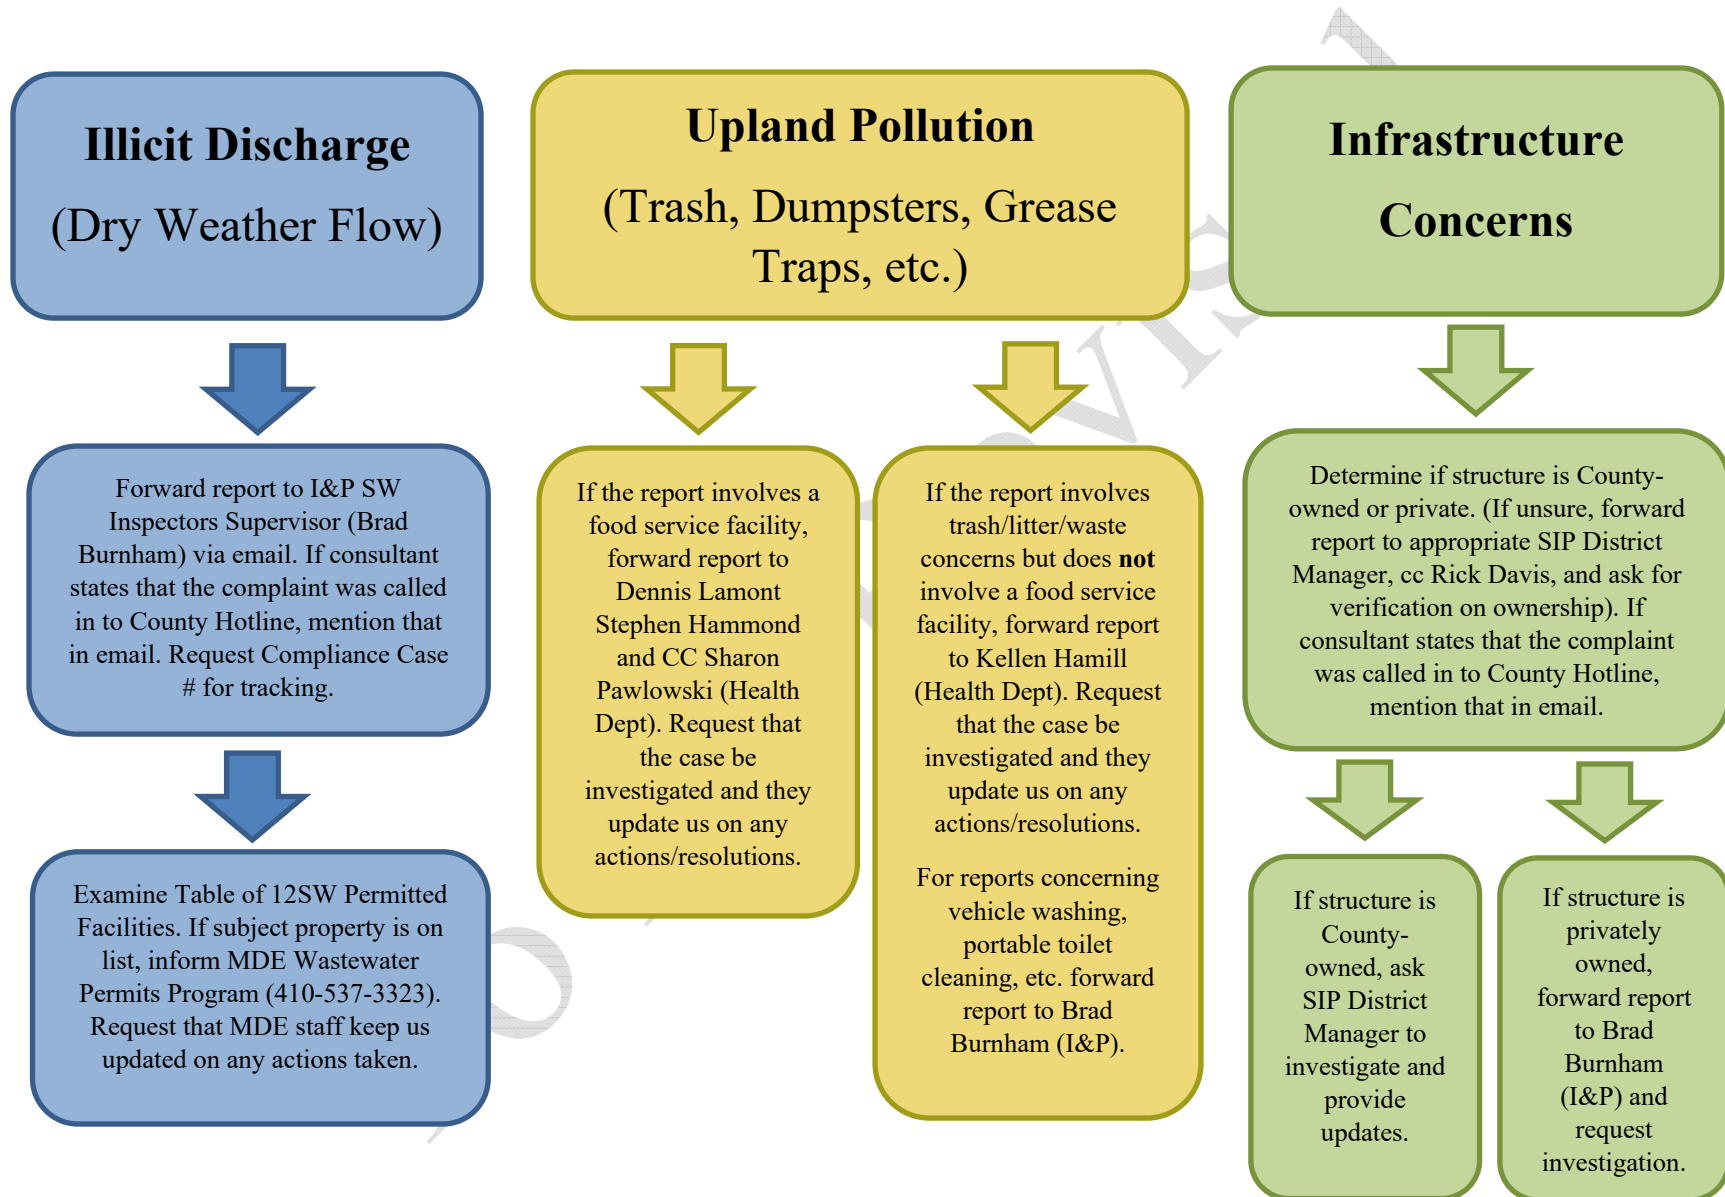 Illicit Discharge
(Dry Weather Flow)
Forward report to I&P SW
Inspectors Supervisor (Brad
Burnham) via email. If consultant
states that the complaint was called
in to County Hotline, mention that
in email. Request Compliance Case
# for tracking.
Examine Table of 12SW Permitted
Facilities. If subject property is on
list, inform MDE Wastewater
Permits Program (410-537-3323).
Request that MDE staff keep us
updated on any actions taken.
Upland Pollution
(Trash, Dumpsters, Grease
Traps, etc.)
If the report involves a
food service facility,
forward report to
Dennis Lamont
Stephen Hammond
and CC Sharon
Pawlowski (Health
Dept). Request that
the case be
investigated and they
update us on any
actions/resolutions.
If the report involves
trash/litter/waste
concerns but does not
involve a food service
facility, forward report
to Kellen Hamill
(Health Dept). Request
that the case be
investigated and they
update us on any
actions/resolutions.
For reports concerning
vehicle washing,
portable toilet
cleaning, etc. forward
report to Brad
Burnham (I&P).
Infrastructure
Concerns
Determine if structure is County-
owned or private. (If unsure, forward
report to appropriate SIP District
Manager, cc Rick Davis, and ask for
verification on ownership). If
consultant states that the complaint
was called in to County Hotline,
mention that in email.
If structure is
County-
owned, ask
SIP District
Manager to
investigate and
provide
updates.
If structure is
privately
owned,
forward report
to Brad
Burnham
(I&P) and
request
investigation.